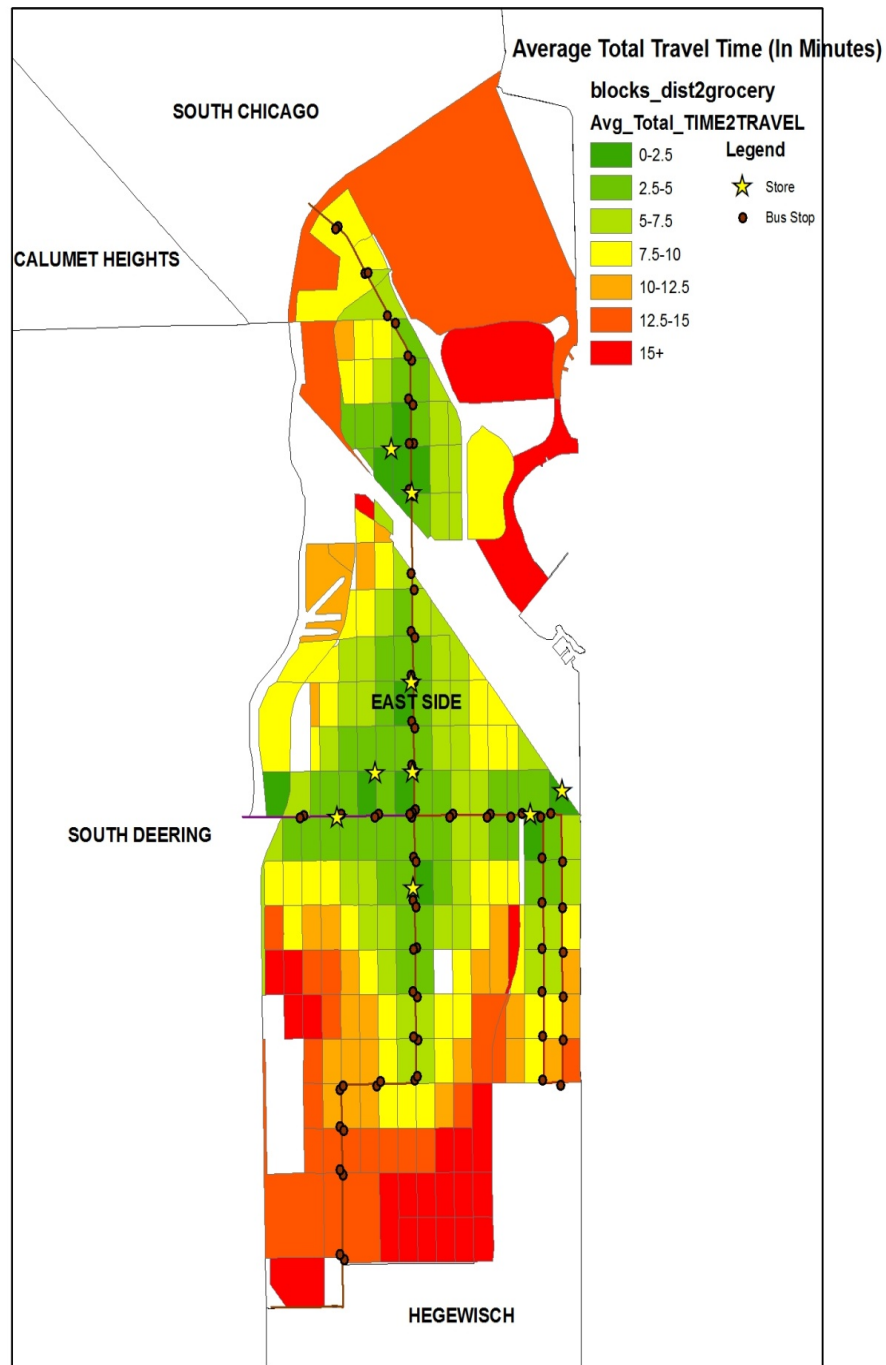 Average Total Travel Time (In Minutes)
blocks_dist2grocery
Avg_Total_TIME2TRAVEL
0-2.5
2.5-5
5-7.5
7.5-10
10-12.5
12.5-15
15+
Legend
Store
Bus Stop
SOUTH CHICAGO
CALUMET HEIGHTS
EAST SIDE
SOUTH DEERING
HEGEWISCH